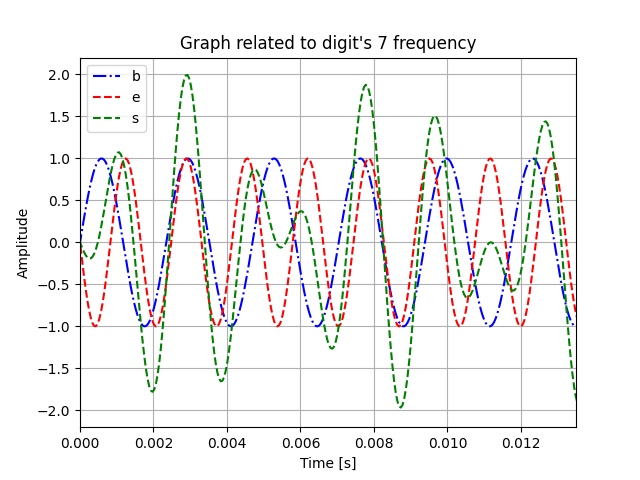 Graph related to digit's 7 frequency
b
e
s
2.0
1.5
1.0
0.5
0.0
−0.5
−1.0
−1.5
−2.0
Amplitude
0.000 0.002 0.004 0.006 0.008 0.010 0.012
Time [s]